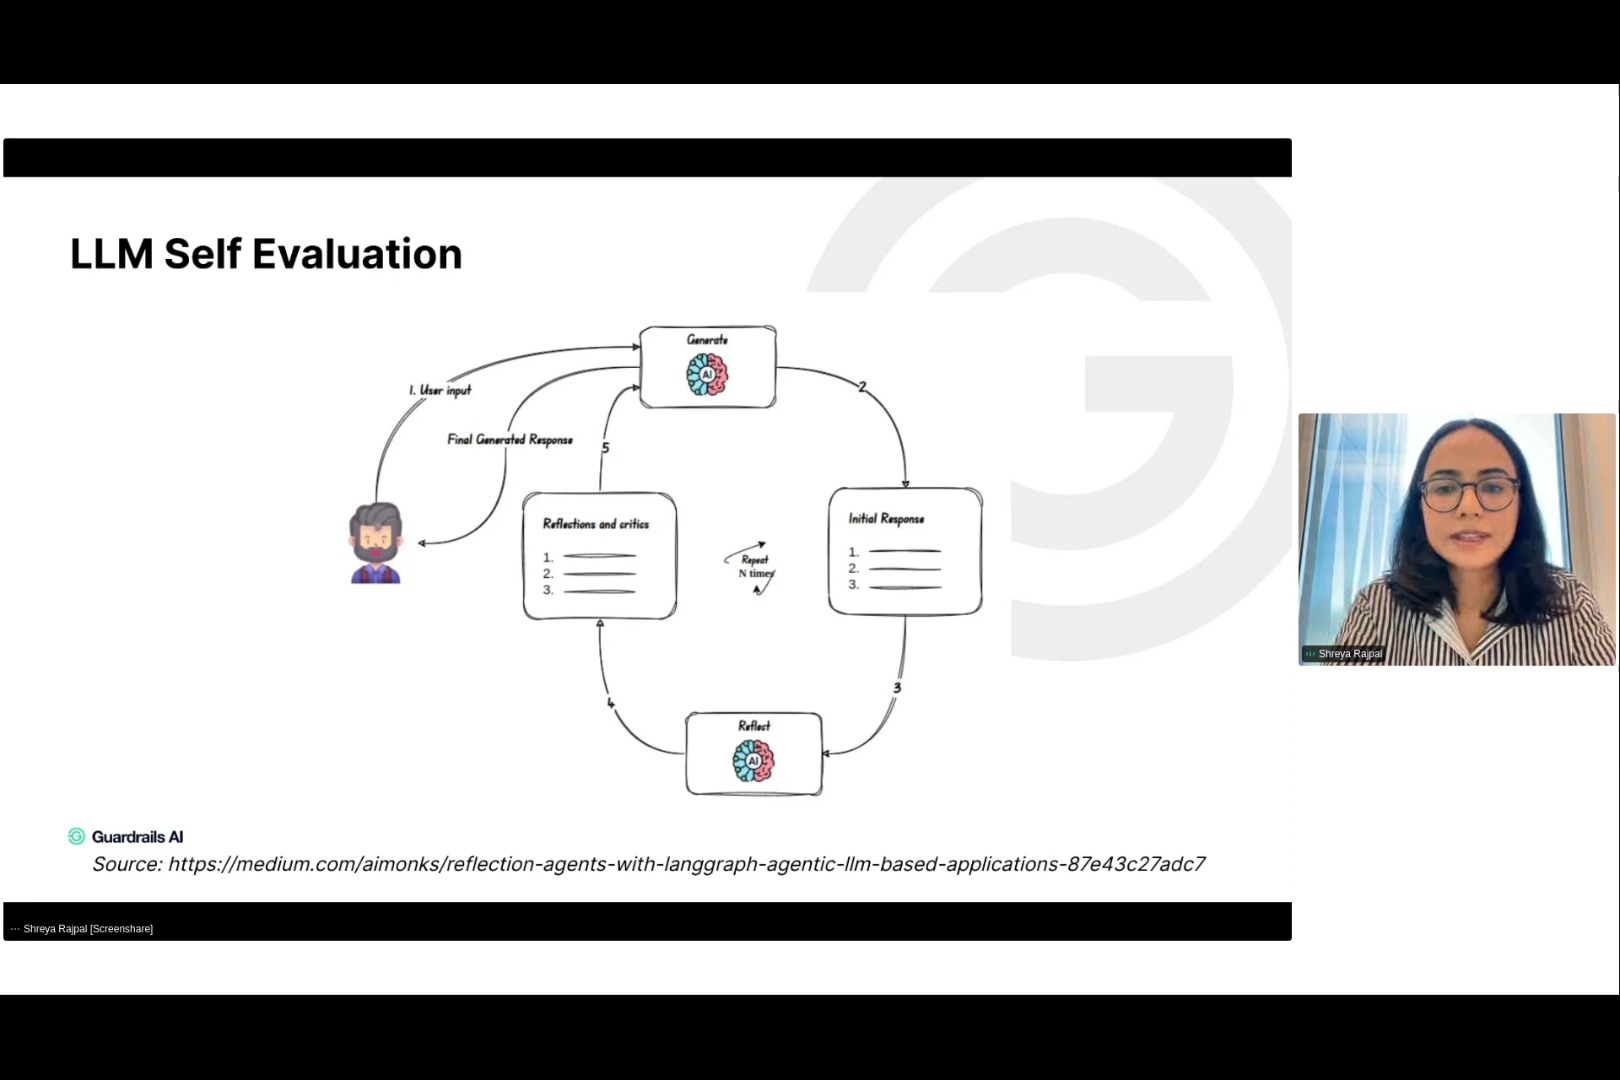 LLM Self Evaluation
Generate
AI
1. User input
2
Final Generated Response
5
Reflections and critics
1.
2.
3.
Repeat
N times
Initial Response
1.
2.
3.
4
3
Reflect
AI
Guardrails AI
Source: https://medium.com/aimonks/reflection-agents-with-langgraph-agentic-llm-based-applications-87e43c27adc7
Shreya Rajpal
Shreya Rajpal [Screenshare]